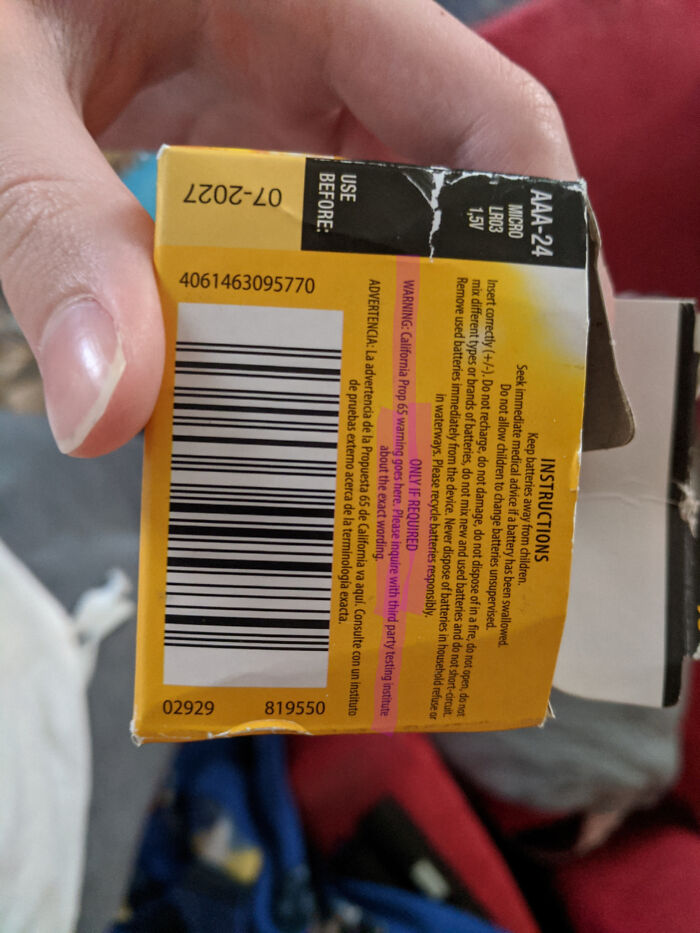 AAA-24
MICRO
LR03
1,5V
USE
BEFORE:
07-2027
INSTRUCTIONS
Keep batteries away from children.
Seek immediate medical advice if a battery has been swallowed.
Do not allow children to change batteries unsupervised.
Insert correctly (+/-). Do not recharge, do not damage, do not dispose of in a fire, do not open, do not
mix different types or brands of batteries, do not mix new and used batteries and do not short-circuit.
Remove used batteries immediately from the device. Never dispose of batteries in household refuse or
in waterways. Please recycle batteries responsibly.
ONLY IF REQUIRED
WARNING: California Prop 65 warning goes here. Please inquire with third party testing institute
about the exact wording.
ADVERTENCIA: La advertencia de la Propuesta 65 de California va aquí. Consulte con un instituto
de pruebas externo acerca de la terminología exacta.
4061463095770
02929
819550